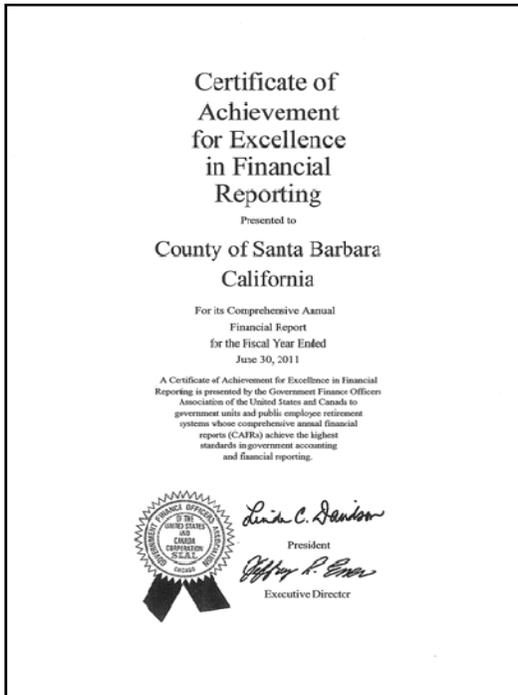 Certificate of
Achievement
for Excellence
in Financial
Reporting
Presented to
County of Santa Barbara
California
For its Comprehensive Annual
Financial Report
for the Fiscal Year Ended
June 30, 2011
A Certificate of Achievement for Excellence in Financial
Reporting is presented by the Government Finance Officers
Association of the United States and Canada to
government units and public employee retirement
systems whose comprehensive annual financial
reports (CAFRs) achieve the highest
standards in government accounting
and financial reporting.
GOVERNMENT FINANCE OFFICERS ASSOCIATION
OF THE
UNITED STATES
AND
CANADA
CORPORATION
SEAL
CHICAGO
Linda C. Davidson
President
Jeffrey R. Ener
Executive Director